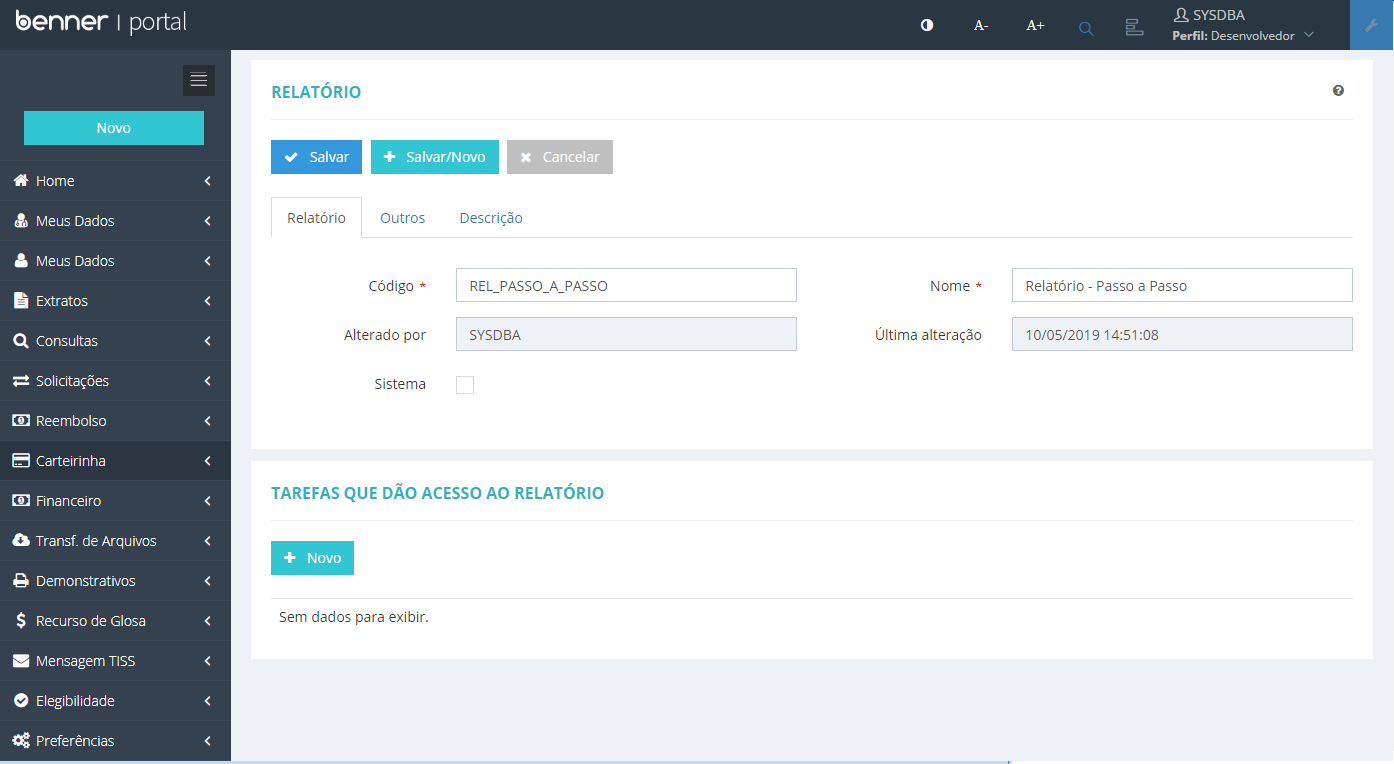 benner | portal
A-
A+
SYSDBA
Perfil: Desenvolvedor
Novo
Home
Meus Dados
Meus Dados
Extratos
Consultas
Solicitações
Reembolso
Carteirinha
Financeiro
Transf. de Arquivos
Demonstrativos
Recurso de Glosa
Mensagem TISS
Elegibilidade
Preferências
RELATÓRIO
Salvar
Salvar/Novo
Cancelar
Relatório
Outros
Descrição
Código * REL_PASSO_A_PASSO
Nome * Relatório - Passo a Passo
Alterado por SYSDBA
Última alteração 10/05/2019 14:51:08
Sistema
TAREFAS QUE DÃO ACESSO AO RELATÓRIO
Novo
Sem dados para exibir.